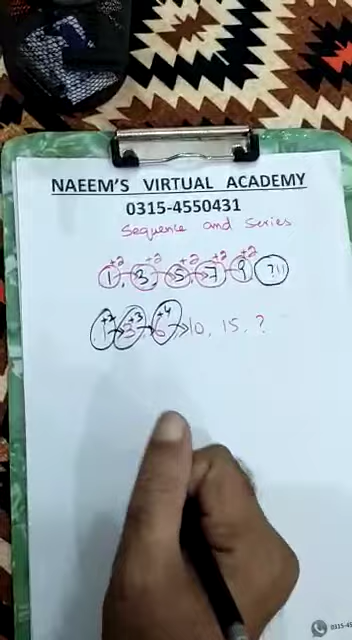 NAEEM'S VIRTUAL ACADEMY
0315-4550431
Sequence and Series
+2 +2 +2 +2 +2
1, 3, 5, 7, 9 ?11
+2 +3 +4
1, 3, 6, 10, 15, ?